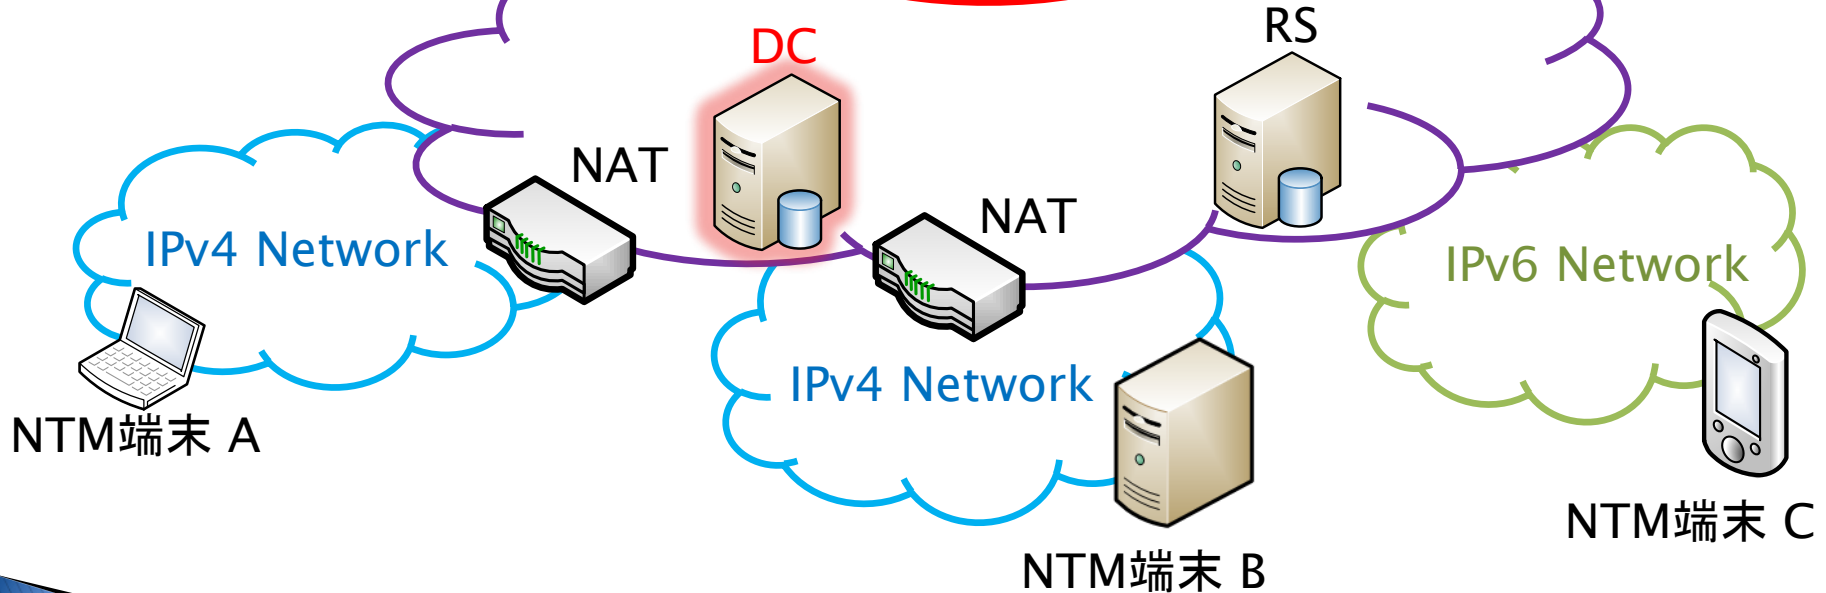 DC
RS
NAT
NAT
IPv4 Network
IPv6 Network
IPv4 Network
NTM端末 A
NTM端末 C
NTM端末 B